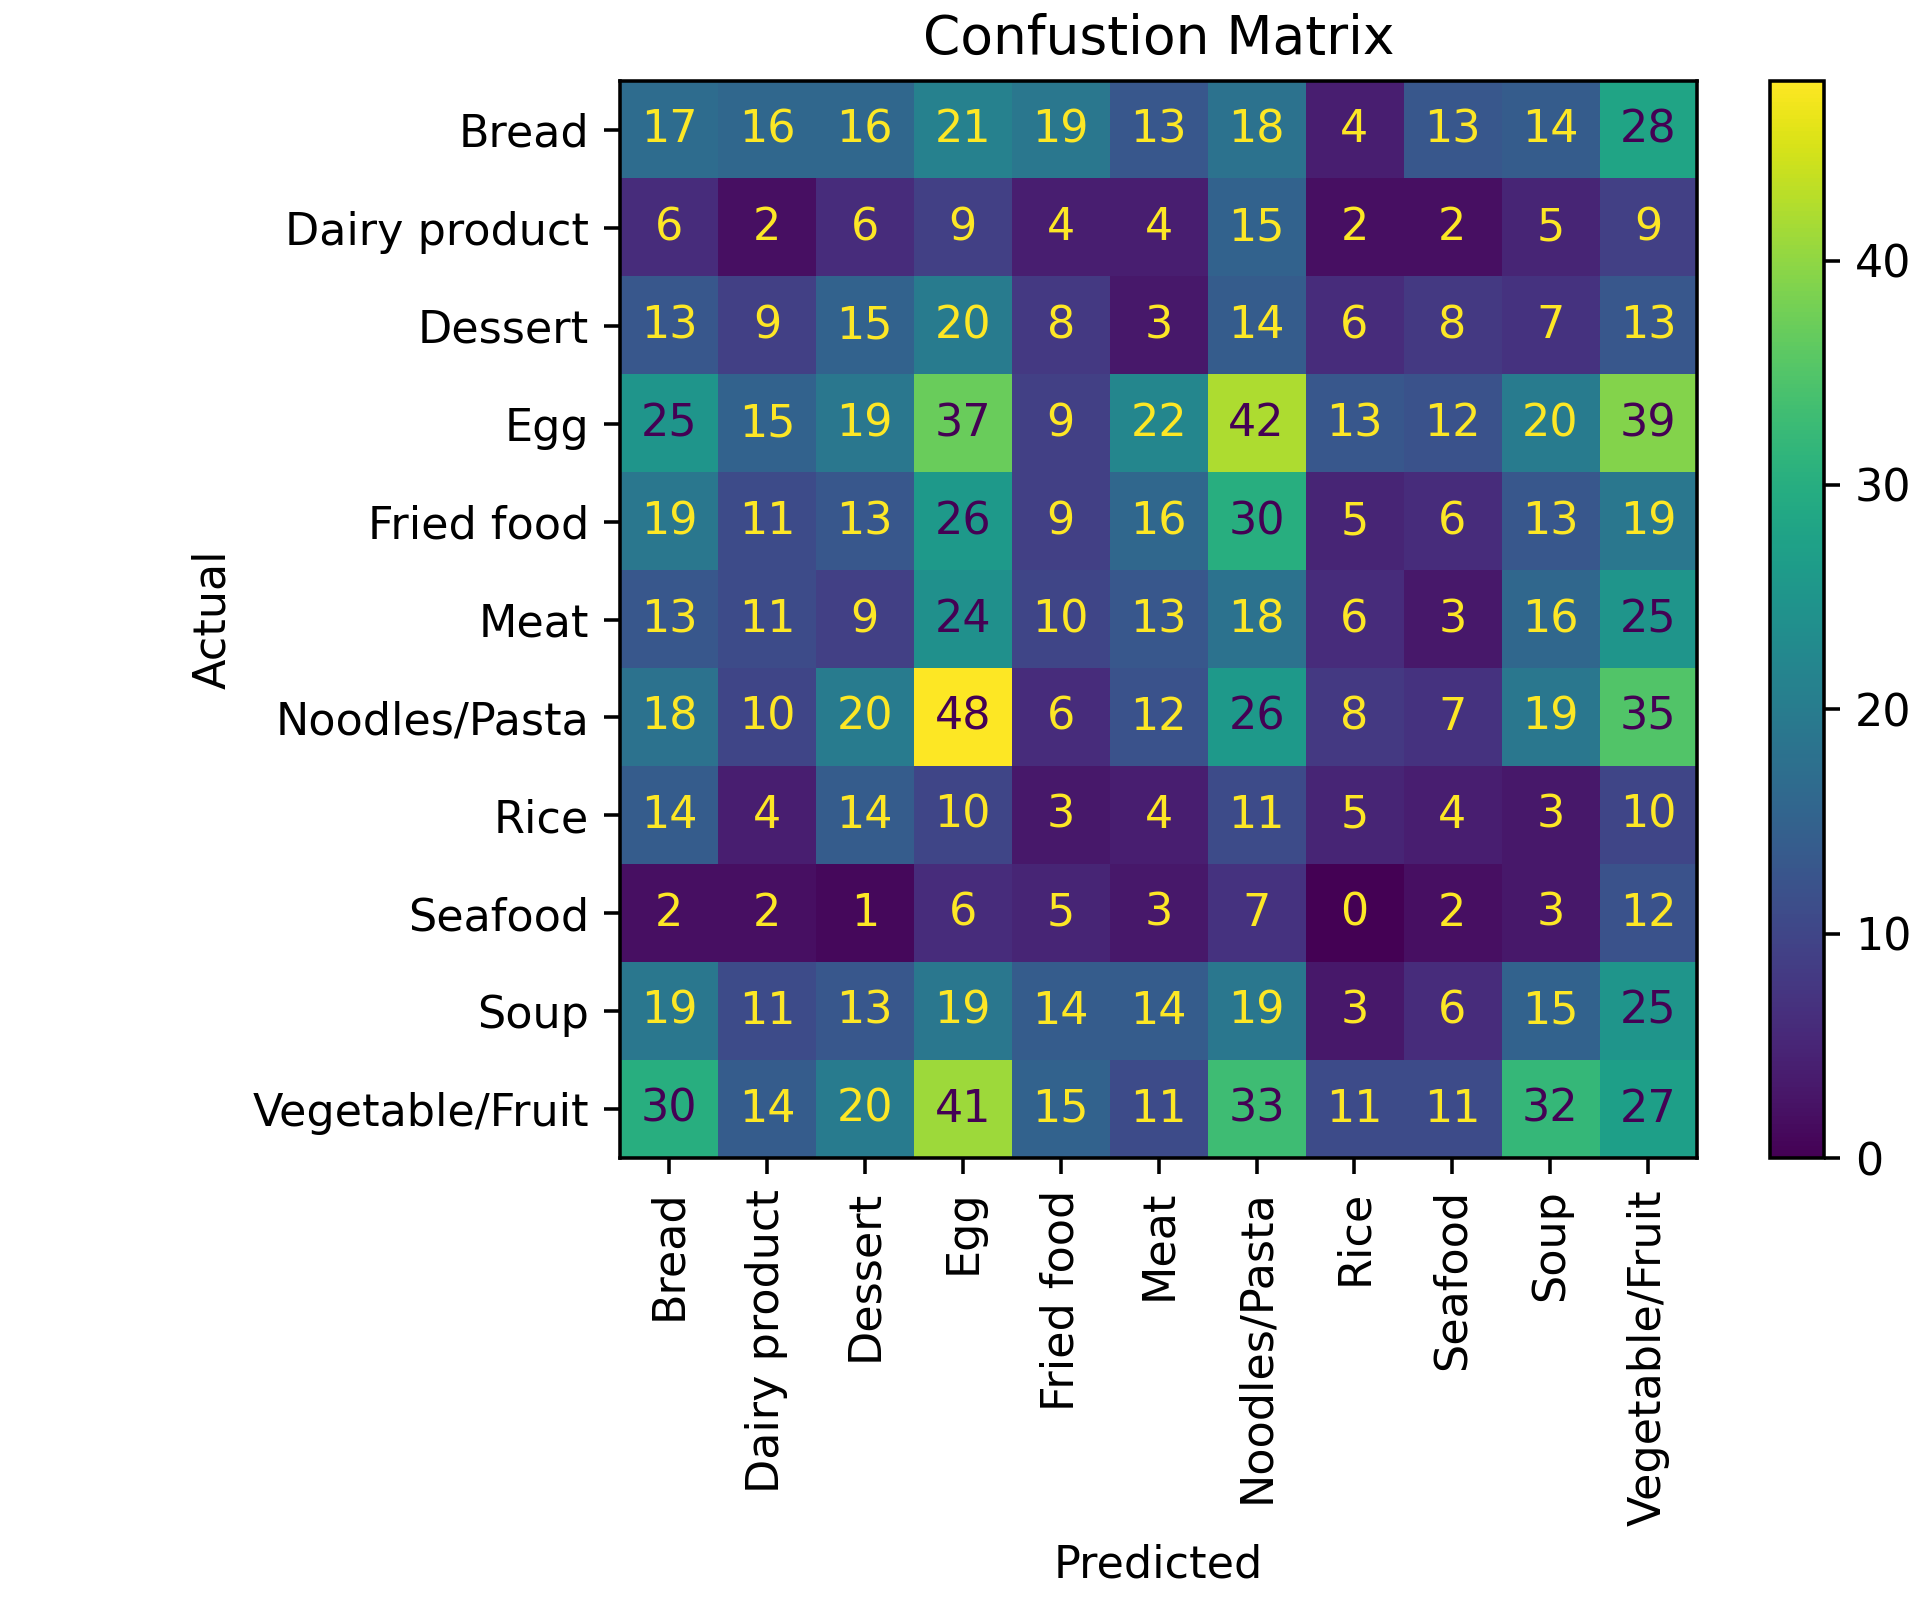 Confustion Matrix
Actual
Bread 17 16 16 21 19 13 18 4 13 14 28
Dairy product 6 2 6 9 4 4 15 2 2 5 9
Dessert 13 9 15 20 8 3 14 6 8 7 13
Egg 25 15 19 37 9 22 42 13 12 20 39
Fried food 19 11 13 26 9 16 30 5 6 13 19
Meat 13 11 9 24 10 13 18 6 3 16 25
Noodles/Pasta 18 10 20 48 6 12 26 8 7 19 35
Rice 14 4 14 10 3 4 11 5 4 3 10
Seafood 2 2 1 6 5 3 7 0 2 3 12
Soup 19 11 13 19 14 14 19 3 6 15 25
Vegetable/Fruit 30 14 20 41 15 11 33 11 11 32 27
Bread
Dairy product
Dessert
Egg
Fried food
Meat
Noodles/Pasta
Rice
Seafood
Soup
Vegetable/Fruit
Predicted
40
30
20
10
0